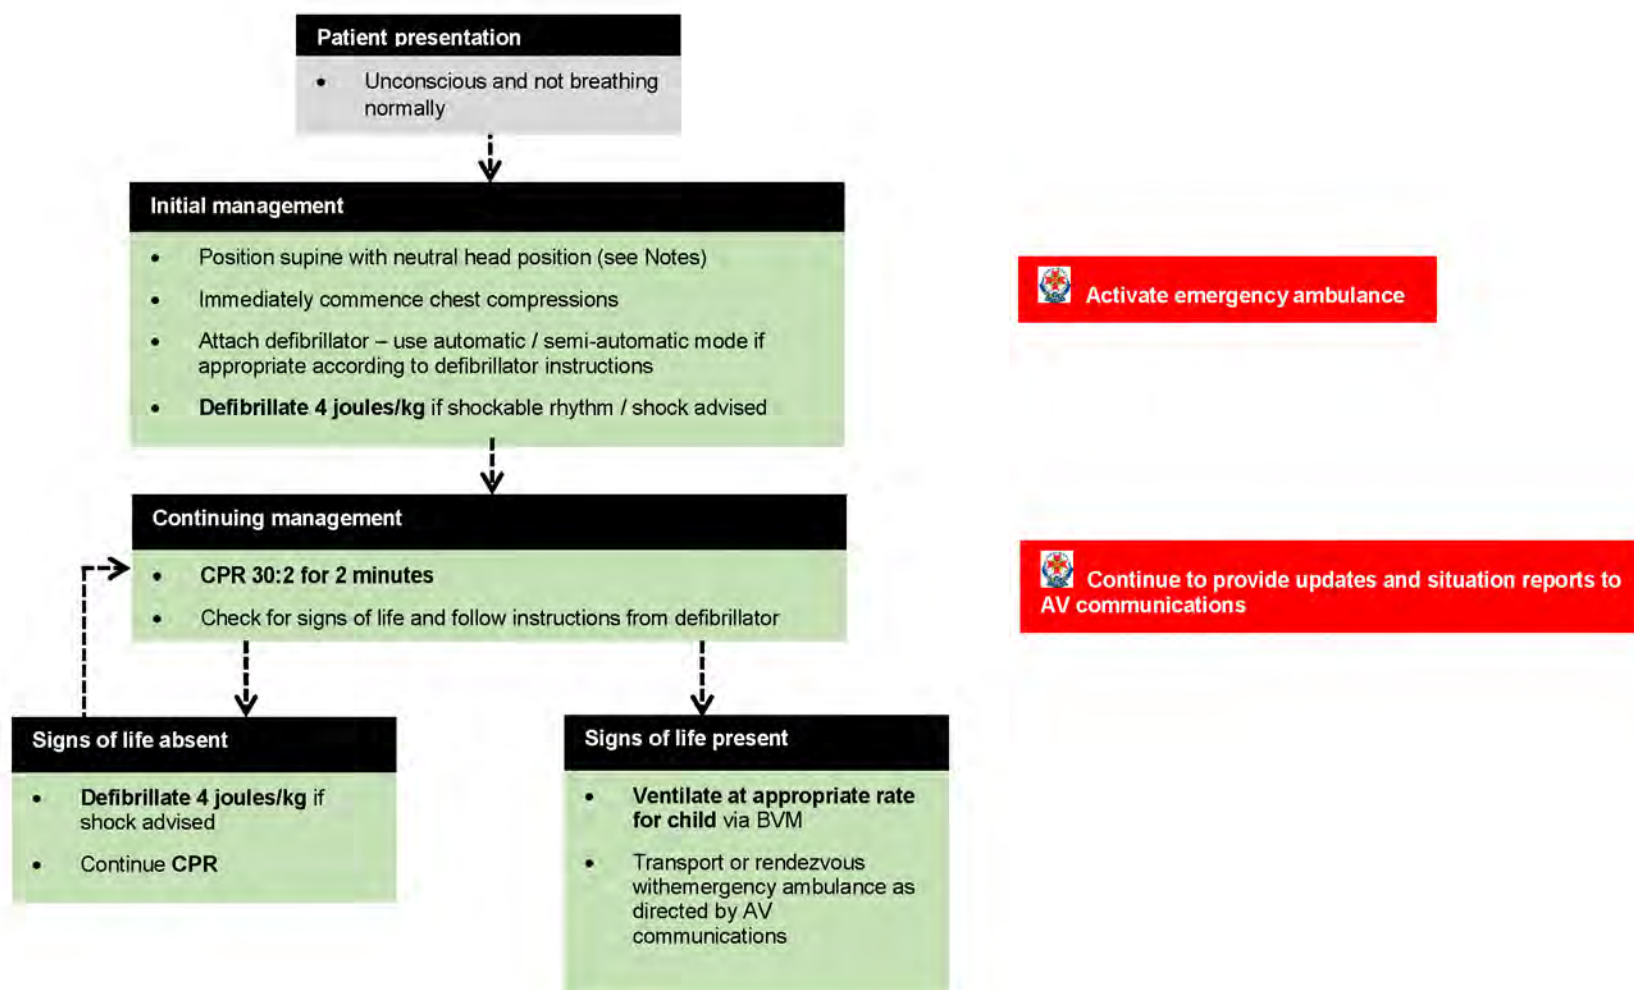 Patient presentation
• Unconscious and not breathing
normally
Initial management
• Position supine with neutral head position (see Notes)
• Immediately commence chest compressions
• Attach defibrillator – use automatic / semi-automatic mode if
appropriate according to defibrillator instructions
• Defibrillate 4 joules/kg if shockable rhythm / shock advised
Activate emergency ambulance
Continuing management
• CPR 30:2 for 2 minutes
• Check for signs of life and follow instructions from defibrillator
Continue to provide updates and situation reports to
AV communications
Signs of life absent
• Defibrillate 4 joules/kg if
shock advised
• Continue CPR
Signs of life present
• Ventilate at appropriate rate
for child via BVM
• Transport or rendezvous
withemergency ambulance as
directed by AV
communications